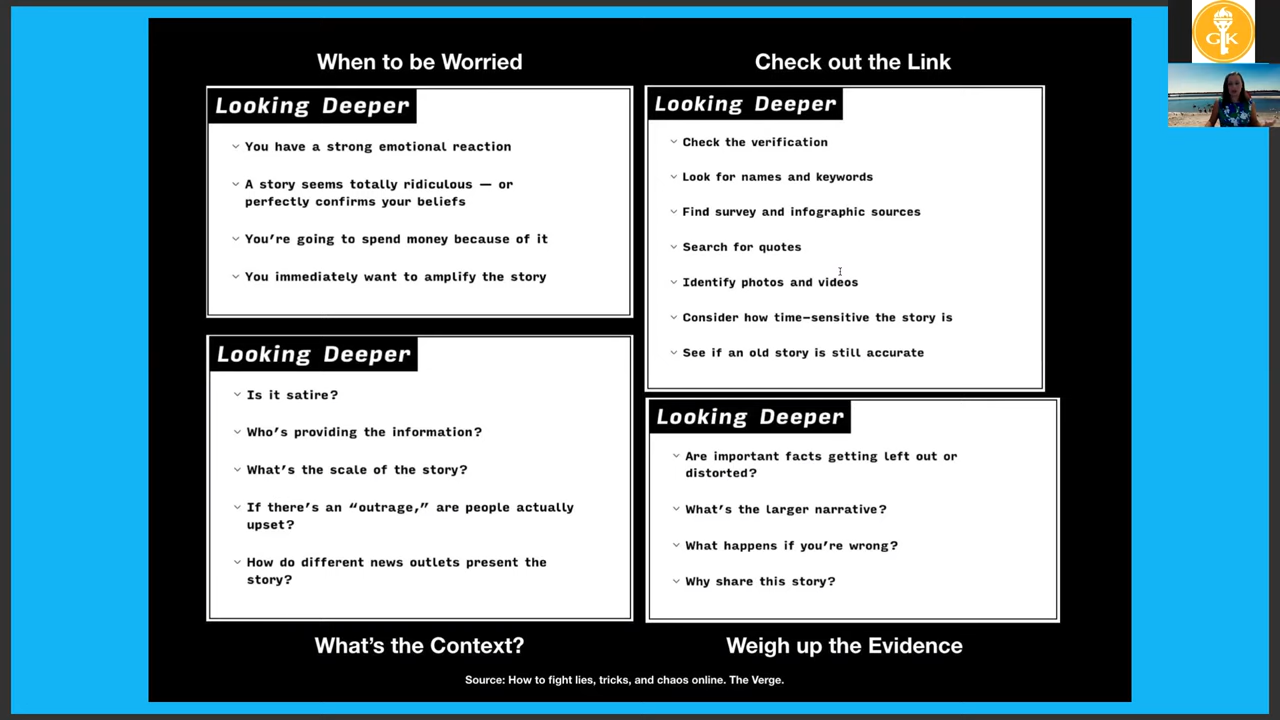 When to be Worried
Looking Deeper
You have a strong emotional reaction
A story seems totally ridiculous — or
perfectly confirms your beliefs
You're going to spend money because of it
You immediately want to amplify the story
Check out the Link
Looking Deeper
Check the verification
Look for names and keywords
Find survey and infographic sources
Search for quotes
Identify photos and videos
Consider how time-sensitive the story is
See if an old story is still accurate
Looking Deeper
Is it satire?
Who's providing the information?
What's the scale of the story?
If there's an “outrage,” are people actually
upset?
How do different news outlets present the
story?
What's the Context?
Looking Deeper
Are important facts getting left out or
distorted?
What's the larger narrative?
What happens if you're wrong?
Why share this story?
Weigh up the Evidence
Source: How to fight lies, tricks, and chaos online. The Verge.
GK